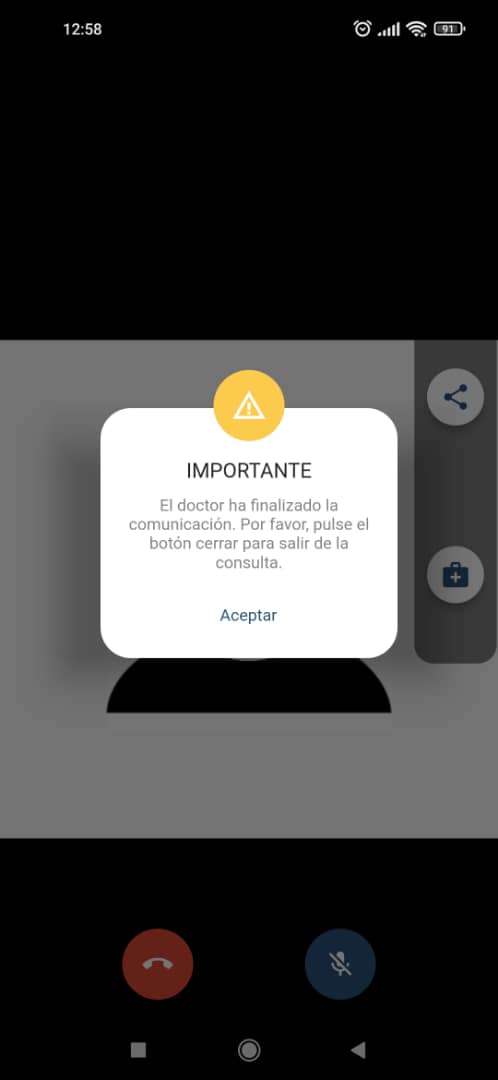 12:58
91
IMPORTANTE
El doctor ha finalizado la
comunicación. Por favor, pulse el
botón cerrar para salir de la
consulta.
Aceptar